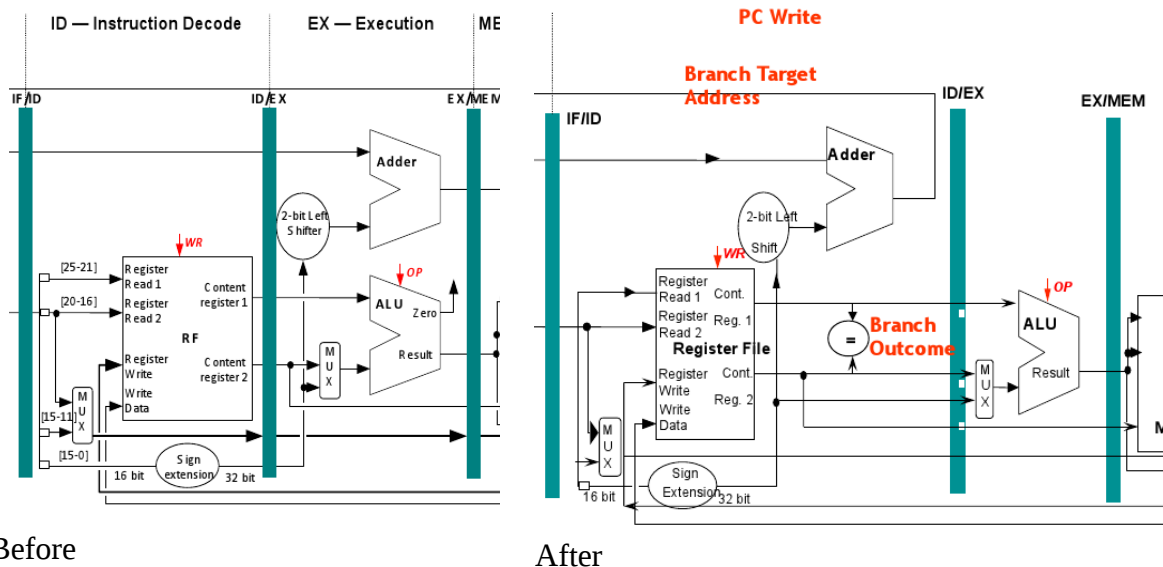 ID — Instruction Decode
EX — Execution
ME
IF/ID
ID/EX
EX/MEM
Adder
2-bit Left
Shifter
WR
[25-21]
Register
Read 1
Content
register 1
[20-16]
Register
Read 2
RF
OP
ALU
Zero
Result
Register
Write
Content
register 2
M
U
X
Write
Data
M
U
X
[15-11]
[15-0]
Sign
extension
16 bit
32 bit
Before
PC Write
Branch Target
Address
IF/ID
ID/EX
EX/MEM
Adder
2-bit Left
Shift
WR
Register
Read 1
Cont.
Reg. 1
Register
Read 2
Register File
=
Branch
Outcome
OP
ALU
Result
Register
Write
Cont.
Reg. 2
Write
Data
M
U
X
M
U
X
M
Sign
Extension
16 bit
32 bit
After